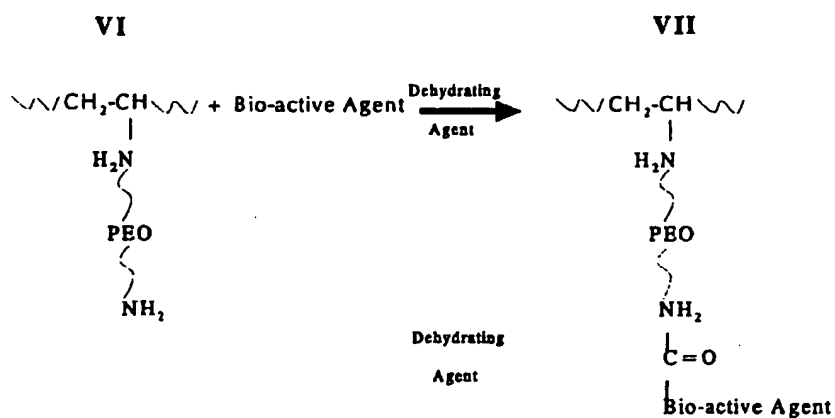 VI VII
CH₂-CH + Bio-active Agent Dehydrating Agent CH₂-CH
H₂N H₂N
PEO PEO
NH₂ NH₂
Dehydrating
Agent
C=O
Bio-active Agent